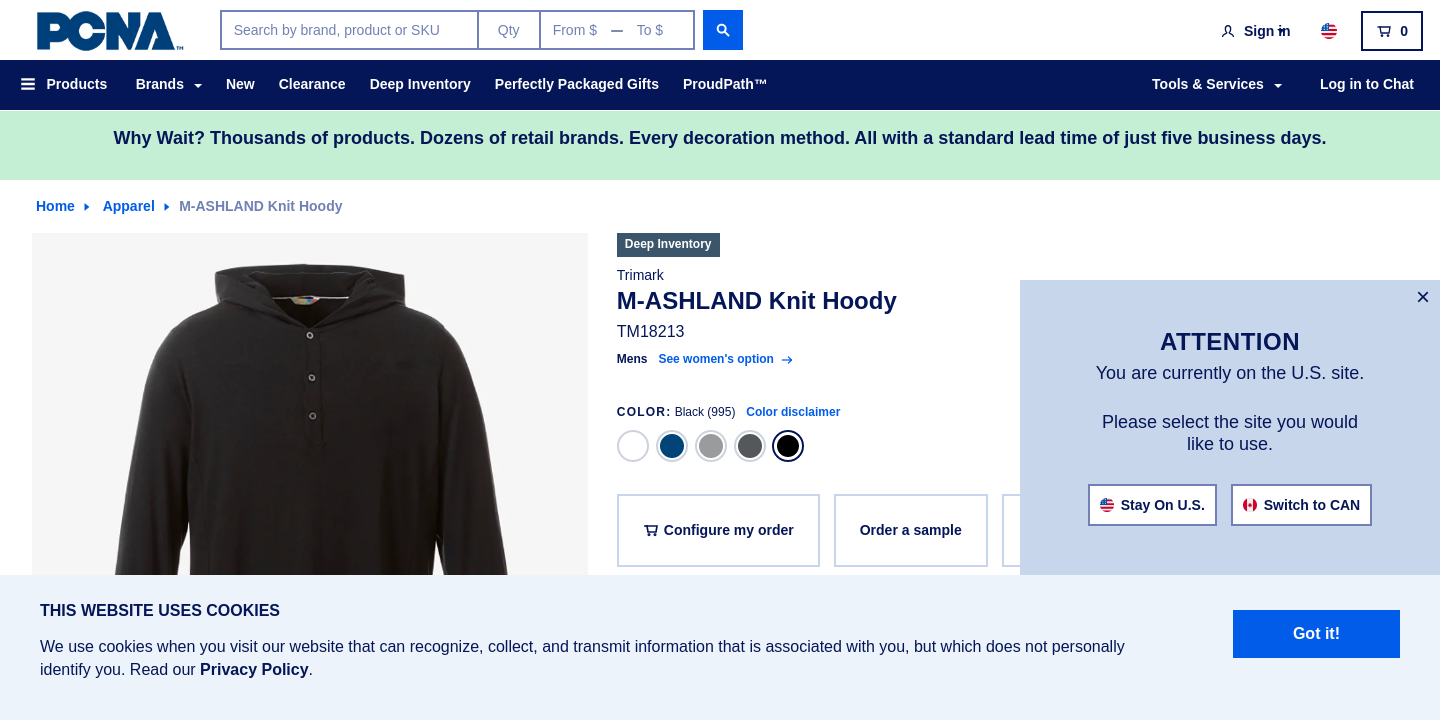 PCNA™
Search by brand, product or SKU
Qty
From $ — To $
Sign in
0
Products
Brands
New
Clearance
Deep Inventory
Perfectly Packaged Gifts
ProudPath™
Tools & Services
Log in to Chat
Why Wait? Thousands of products. Dozens of retail brands. Every decoration method. All with a standard lead time of just five business days.
Home
Apparel
M-ASHLAND Knit Hoody
Deep Inventory
Trimark
M-ASHLAND Knit Hoody
TM18213
Mens See women's option
COLOR: Black (995) Color disclaimer
Configure my order
Order a sample
ATTENTION
You are currently on the U.S. site.
Please select the site you would
like to use.
Stay On U.S.
Switch to CAN
THIS WEBSITE USES COOKIES
We use cookies when you visit our website that can recognize, collect, and transmit information that is associated with you, but which does not personally
identify you. Read our Privacy Policy.
Got it!